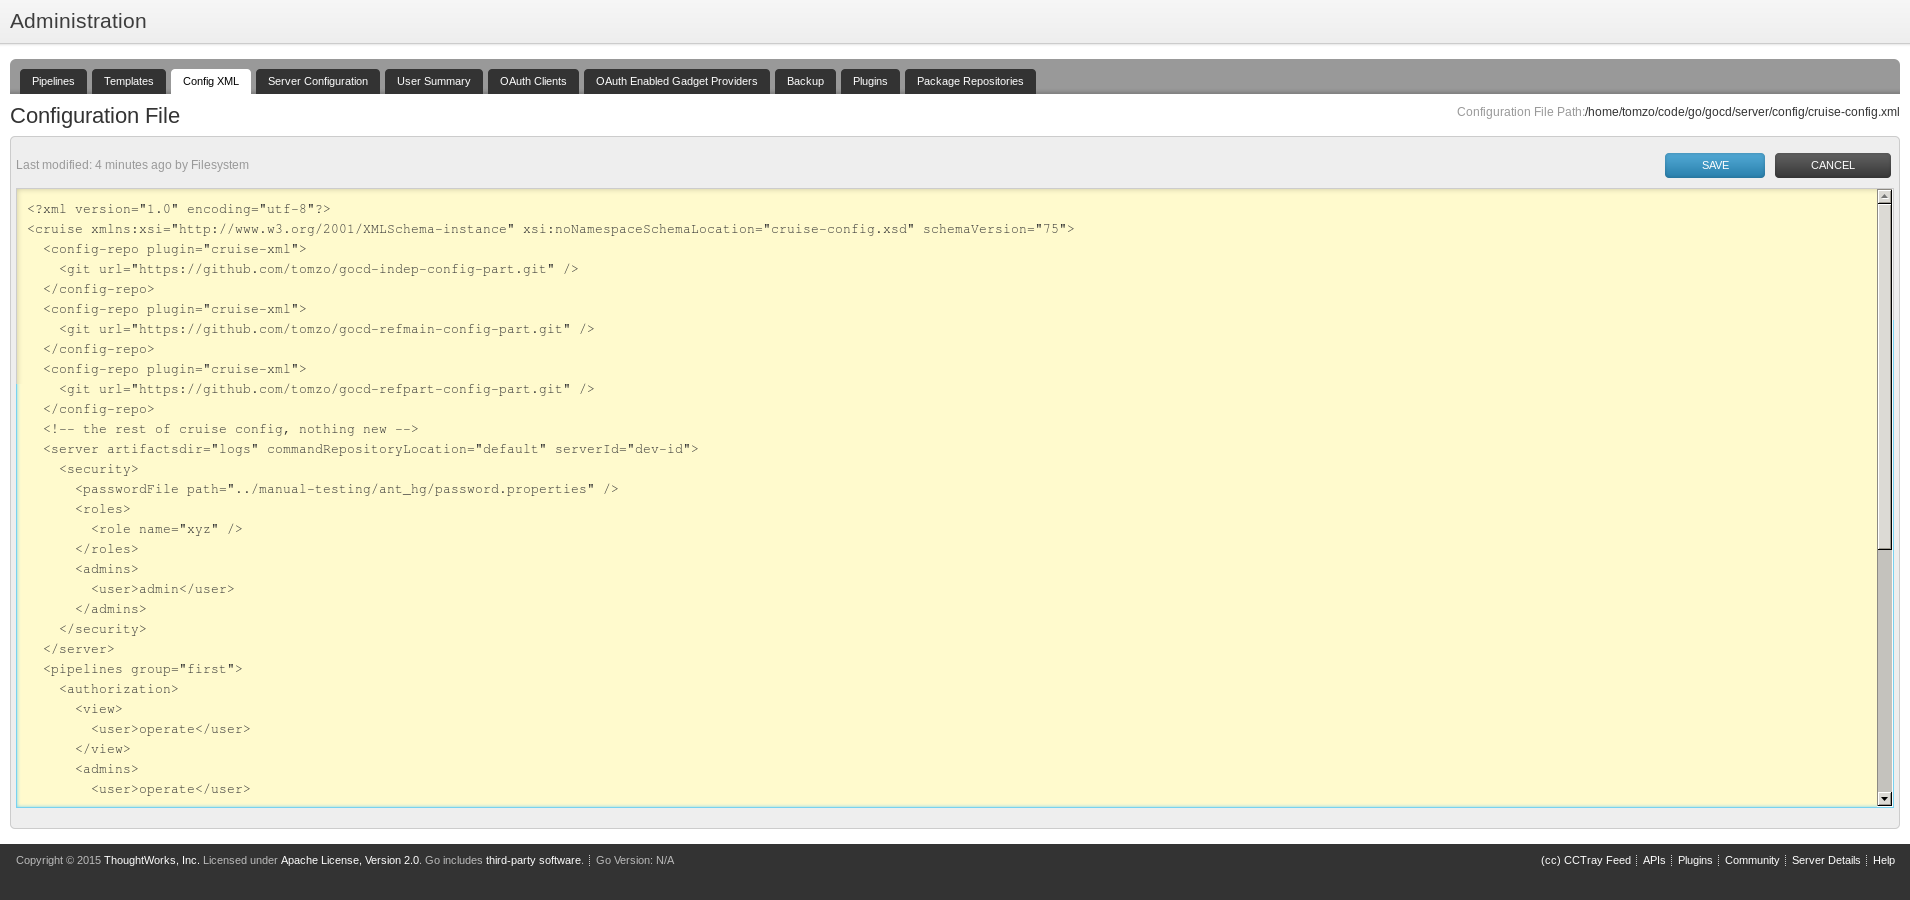 Administration
Pipelines Templates Config XML Server Configuration User Summary OAuth Clients OAuth Enabled Gadget Providers Backup Plugins Package Repositories
Configuration File
Configuration File Path:/home/tomzo/code/go/gocd/server/config/cruise-config.xml
Last modified: 4 minutes ago by Filesystem
SAVE CANCEL
<?xml version="1.0" encoding="utf-8"?>
<cruise xmlns:xsi="http://www.w3.org/2001/XMLSchema-instance" xsi:noNamespaceSchemaLocation="cruise-config.xsd" schemaVersion="75">
  <config-repo plugin="cruise-xml">
    <git url="https://github.com/tomzo/gocd-indep-config-part.git" />
  </config-repo>
  <config-repo plugin="cruise-xml">
    <git url="https://github.com/tomzo/gocd-refmain-config-part.git" />
  </config-repo>
  <config-repo plugin="cruise-xml">
    <git url="https://github.com/tomzo/gocd-refpart-config-part.git" />
  </config-repo>
  <!-- the rest of cruise config, nothing new -->
  <server artifactsdir="logs" commandRepositoryLocation="default" serverId="dev-id">
    <security>
      <passwordFile path="../manual-testing/ant_hg/password.properties" />
      <roles>
        <role name="xyz" />
      </roles>
      <admins>
        <user>admin</user>
      </admins>
    </security>
  </server>
  <pipelines group="first">
    <authorization>
      <view>
        <user>operate</user>
      </view>
      <admins>
        <user>operate</user>
Copyright © 2015 ThoughtWorks, Inc. Licensed under Apache License, Version 2.0. Go includes third-party software. Go Version: N/A
(cc) CCTray Feed APIs Plugins Community Server Details Help